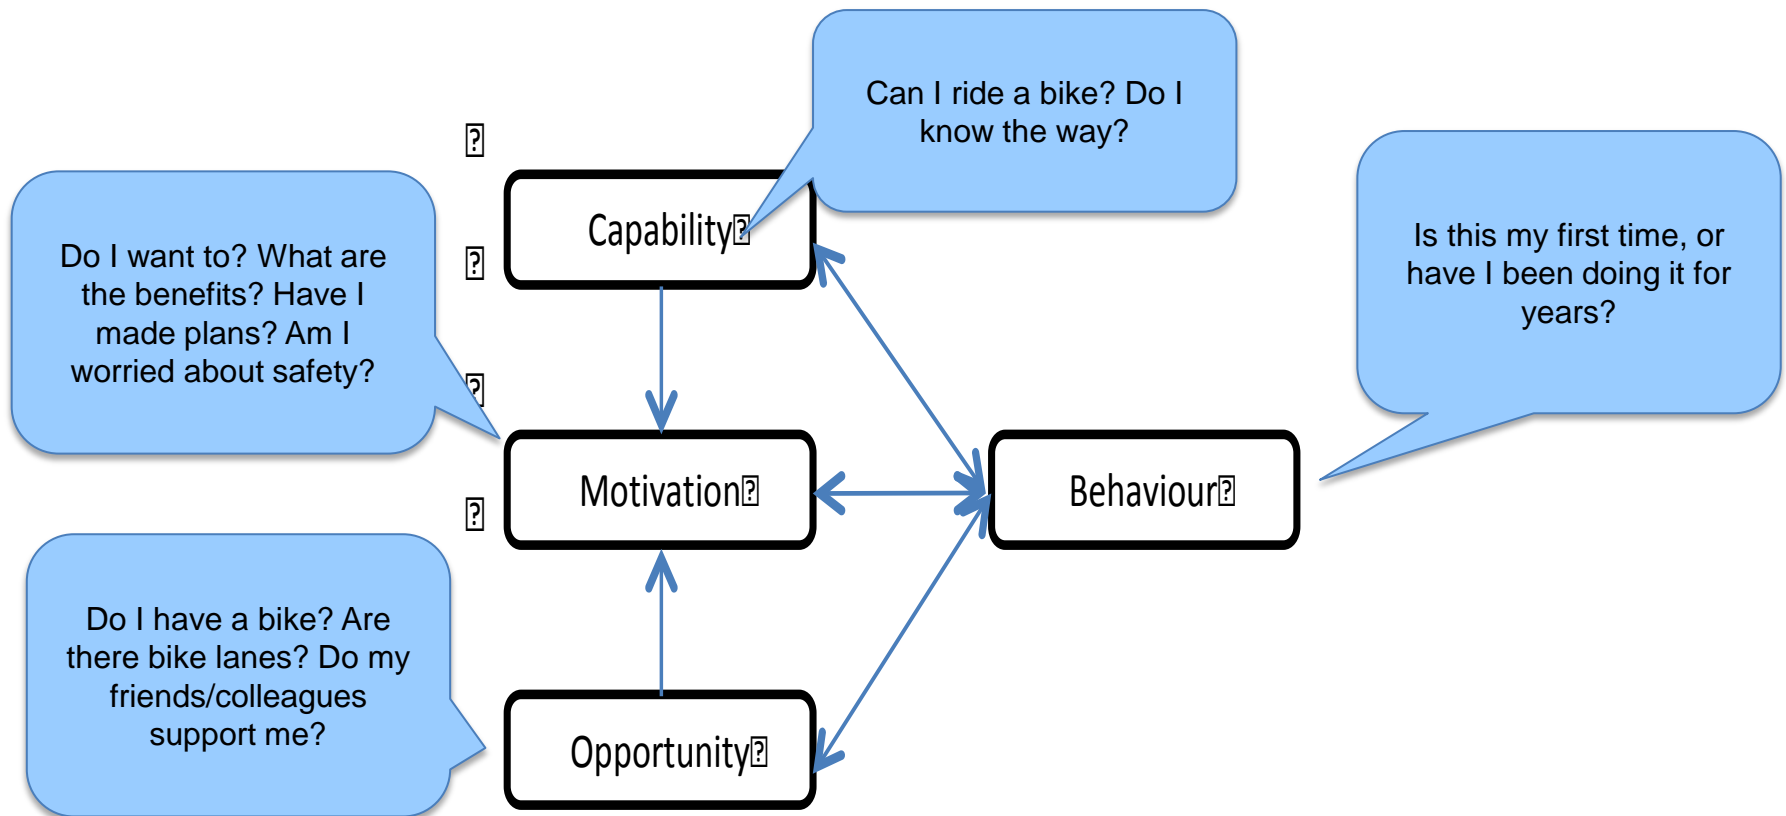 Can I ride a bike? Do I
know the way?
Capability
Do I want to? What are
the benefits? Have I
made plans? Am I
worried about safety?
Is this my first time, or
have I been doing it for
years?
Motivation
Behaviour
Do I have a bike? Are
there bike lanes? Do my
friends/colleagues
support me?
Opportunity